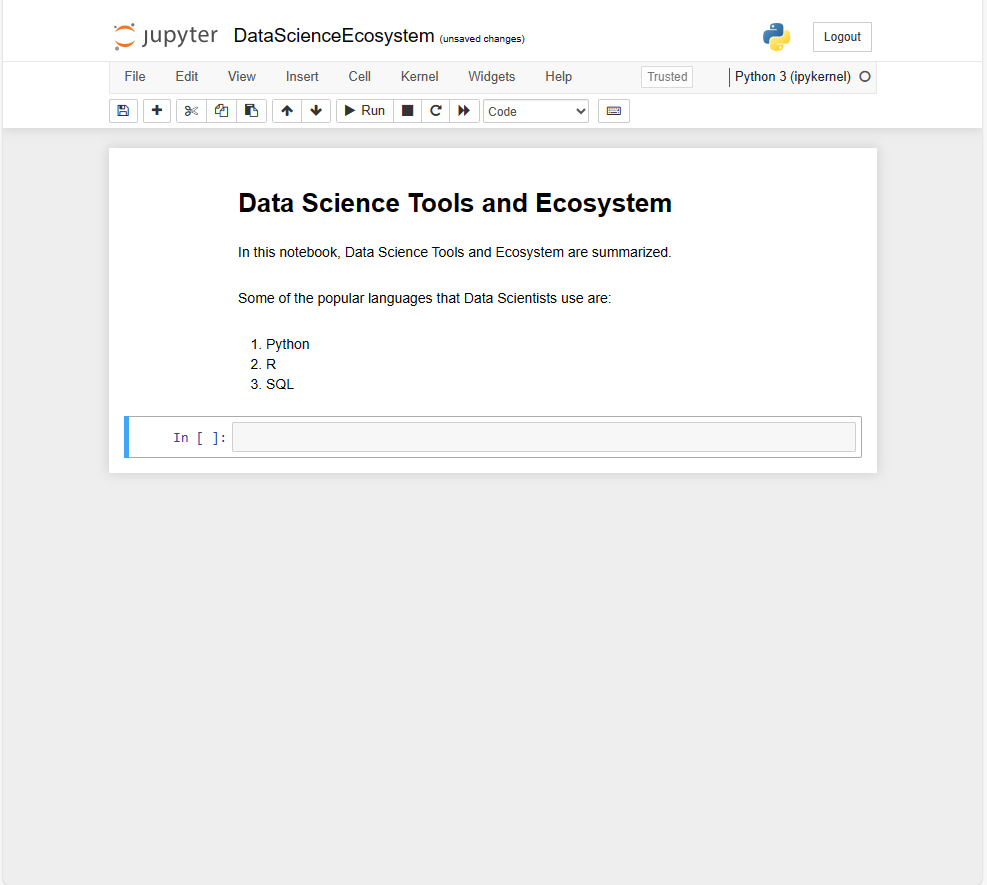 jupyter DataScienceEcosystem (unsaved changes) Logout
File Edit View Insert Cell Kernel Widgets Help Trusted Python 3 (ipykernel)
Run Code
Data Science Tools and Ecosystem
In this notebook, Data Science Tools and Ecosystem are summarized.
Some of the popular languages that Data Scientists use are:
1. Python
2. R
3. SQL
In [ ]: